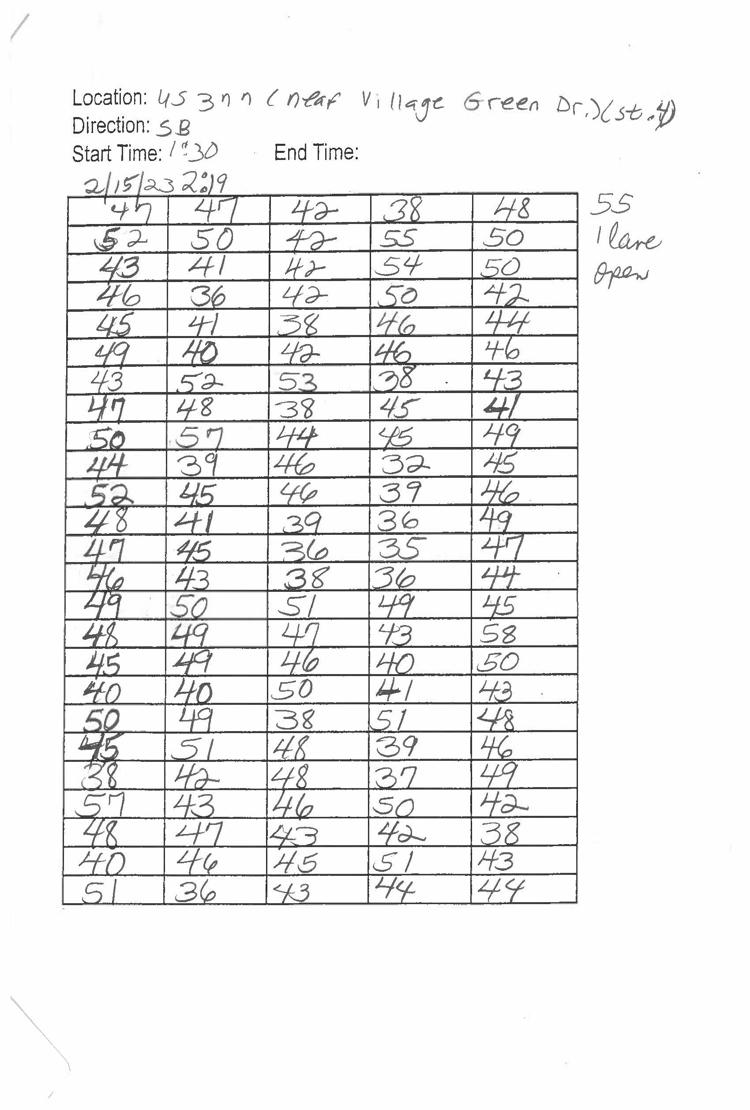 Location: US 3nn (near Village Green Dr.) (st. 4)
Direction: SB
Start Time: 1:30 End Time:
2/15/23 2:19
47 47 42 38 48 55
52 50 42 55 50 1 lane
43 41 42 54 50 open
46 36 42 50 42
45 41 38 46 44
49 40 42 46 46
43 52 53 38 43
47 48 38 45 41
50 57 44 45 49
44 39 46 32 45
52 45 46 39 46
48 41 39 36 49
47 45 36 35 47
46 43 38 36 44
49 50 51 49 45
48 49 47 43 58
45 49 46 40 50
40 40 50 41 43
50 49 38 51 48
45 51 48 39 46
38 42 48 37 49
57 43 46 50 42
48 47 43 42 38
40 46 45 51 43
51 36 43 44 44